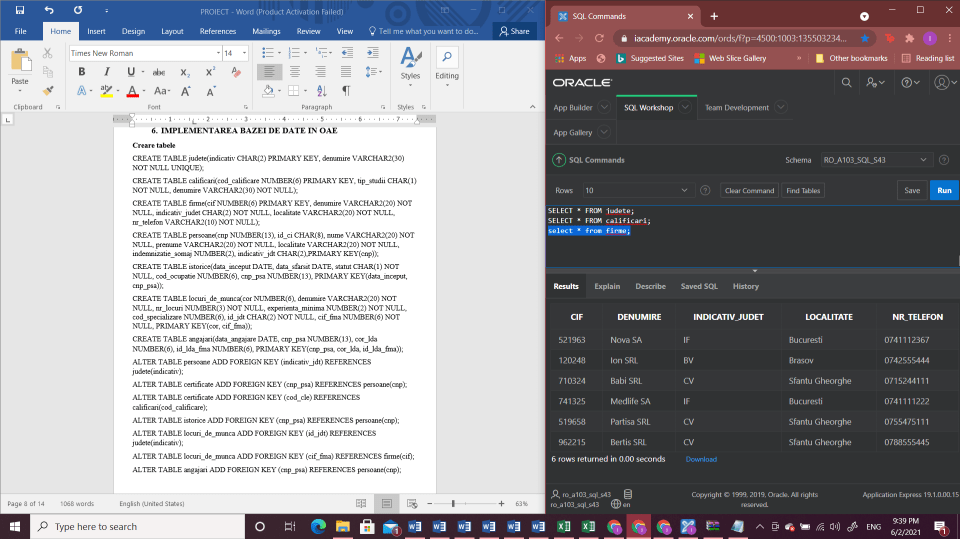 PROIECT - Word (Product Activation Failed)
File
Home
Insert
Design
Layout
References
Mailings
Review
View
Tell me what you want to do...
Share
Paste
Times New Roman
14
Styles
Editing
Clipboard
Font
Paragraph
Styles
6. IMPLEMENTAREA BAZEI DE DATE IN OAE
Creare tabele
CREATE TABLE judete(indicativ CHAR(2) PRIMARY KEY, denumire VARCHAR2(30)
NOT NULL UNIQUE);
CREATE TABLE calificari(cod_calificare NUMBER(6) PRIMARY KEY, tip_studii CHAR(1)
NOT NULL, denumire VARCHAR2(30) NOT NULL);
CREATE TABLE firme(cif NUMBER(6) PRIMARY KEY, denumire VARCHAR2(20) NOT
NULL, indicativ_judet CHAR(2) NOT NULL, localitate VARCHAR2(20) NOT NULL,
nr_telefon VARCHAR2(10) NOT NULL);
CREATE TABLE persoane(cnp NUMBER(13), id_ci CHAR(8), nume VARCHAR2(20) NOT
NULL, prenume VARCHAR2(20) NOT NULL, localitate VARCHAR2(20) NOT NULL,
indemnizatie_somaj NUMBER(2), indicativ_jdt CHAR(2),PRIMARY KEY(cnp));
CREATE TABLE istorice(data_inceput DATE, data_sfarsit DATE, statut CHAR(1) NOT
NULL, cod_ocupatie NUMBER(6), cnp_psa NUMBER(13), PRIMARY KEY(data_inceput,
cnp_psa));
CREATE TABLE locuri_de_munca(cor NUMBER(6), denumire VARCHAR2(20) NOT
NULL, nr_locuri NUMBER(3) NOT NULL, experienta_minima NUMBER(2) NOT NULL,
cod_specializare NUMBER(6), id_jdt CHAR(2) NOT NULL, cif_fma NUMBER(6) NOT
NULL, PRIMARY KEY(cor, cif_fma));
CREATE TABLE angajari(data_angajare DATE, cnp_psa NUMBER(13), cor_lda
NUMBER(6), id_lda_fma NUMBER(6), PRIMARY KEY(cnp_psa, cor_lda, id_lda_fma));
ALTER TABLE persoane ADD FOREIGN KEY (indicativ_jdt) REFERENCES
judete(indicativ);
ALTER TABLE certificate ADD FOREIGN KEY (cnp_psa) REFERENCES persoane(cnp);
ALTER TABLE certificate ADD FOREIGN KEY (cod_cle) REFERENCES
calificari(cod_calificare);
ALTER TABLE istorice ADD FOREIGN KEY (cnp_psa) REFERENCES persoane(cnp);
ALTER TABLE locuri_de_munca ADD FOREIGN KEY (id_jdt) REFERENCES
judete(indicativ);
ALTER TABLE locuri_de_munca ADD FOREIGN KEY (cif_fma) REFERENCES firme(cif);
ALTER TABLE angajari ADD FOREIGN KEY (cnp_psa) REFERENCES persoane(cnp);
Page 8 of 14
1068 words
English (United States)
63%
SQL Commands
iacademy.oracle.com/ords/f?p=4500:1003:135503234...
Apps
Suggested Sites
Web Slice Gallery
»
Other bookmarks
Reading list
ORACLE
App Builder
SQL Workshop
Team Development
App Gallery
SQL Commands
Schema
RO_A103_SQL_S43
Rows
10
Clear Command
Find Tables
Save
Run
SELECT * FROM judete;
SELECT * FROM calificari;
select * from firme;
Results
Explain
Describe
Saved SQL
History
CIF DENUMIRE INDICATIV_JUDET LOCALITATE NR_TELEFON
521963 Nova SA IF Bucuresti 0741112367
120248 Ion SRL BV Brasov 0742555444
710324 Babi SRL CV Sfantu Gheorghe 0715244111
741325 Medlife SA IF Bucuresti 0741111222
519658 Partisa SRL CV Sfantu Gheorghe 0755475111
962215 Bertis SRL CV Sfantu Gheorghe 0788555445
6 rows returned in 0.00 seconds
Download
ro_a103_sql_s43
ro_a103_sql_s43
en
Copyright © 1999, 2019, Oracle. All rights
reserved.
Application Express 19.1.0.00.15
Type here to search
ENG
9:39 PM
6/2/2021